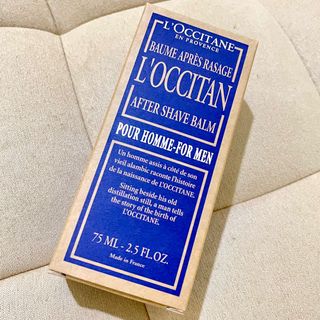 L'OCCITANE
EN PROVENCE
BAUME APRÈS RASAGE
L'OCCITAN
AFTER SHAVE BALM
POUR HOMME-FOR MEN
Un homme assis à côté de son
vieil alambic raconte l'histoire
de la naissance de L'OCCITANE.
Sitting beside his old
distillation still, a man tells
the story of the birth of
L'OCCITANE.
75 ML - 2.5 FL.OZ.
Made in France